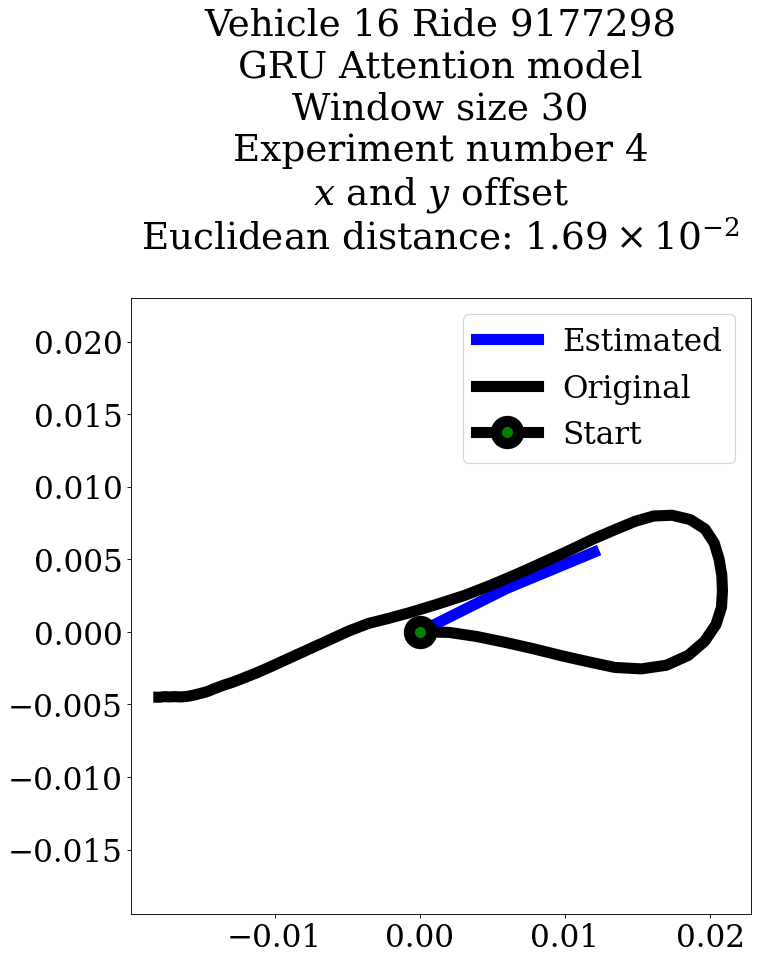 Vehicle 16 Ride 9177298
GRU Attention model
Window size 30
Experiment number 4
x and y offset
Euclidean distance: 1.69 × 10⁻²
Estimated
Original
Start
0.020
0.015
0.010
0.005
0.000
−0.005
−0.010
−0.015
−0.01 0.00 0.01 0.02